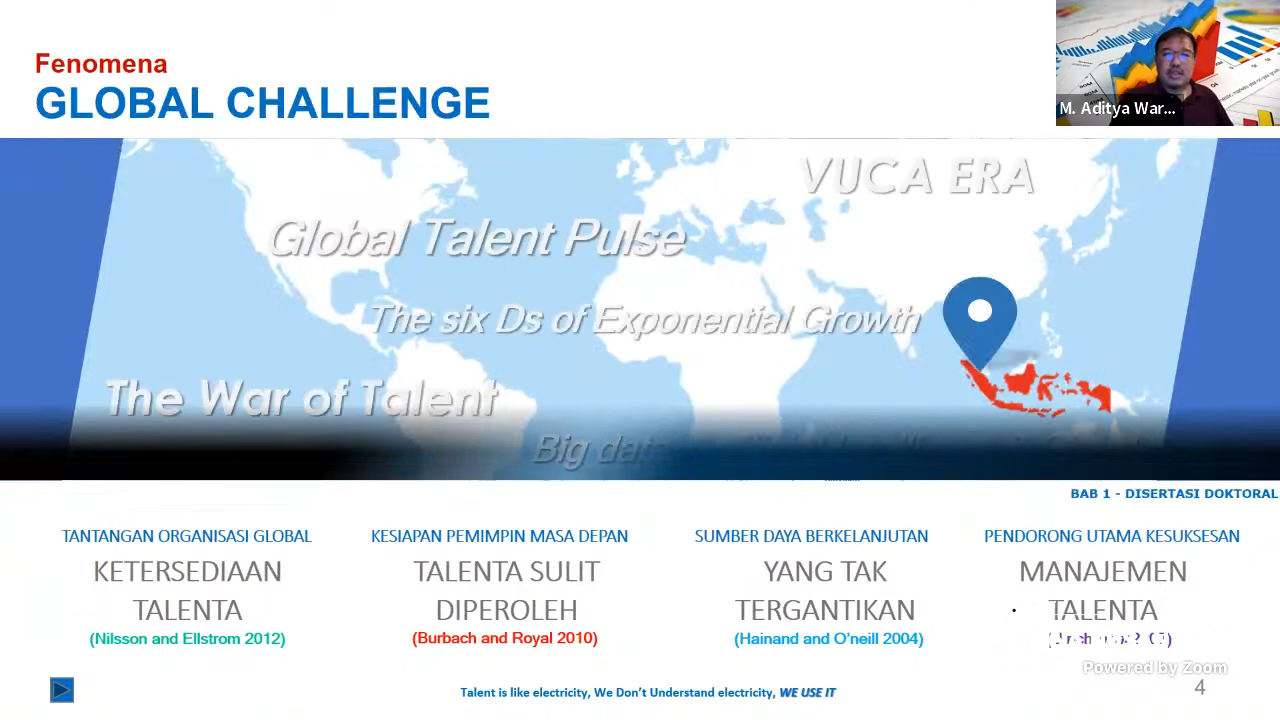 Fenomena
GLOBAL CHALLENGE
M. Aditya War...
VUCA ERA
Global Talent Pulse
The six Ds of Exponential Growth
The War of Talent
Big data
BAB 1 - DISERTASI DOKTORAL
TANTANGAN ORGANISASI GLOBAL
KETERSEDIAAN
TALENTA
(Nilsson and Ellstrom 2012)
KESIAPAN PEMIMPIN MASA DEPAN
TALENTA SULIT
DIPEROLEH
(Burbach and Royal 2010)
SUMBER DAYA BERKELANJUTAN
YANG TAK
TERGANTIKAN
(Hainand and O’neill 2004)
PENDORONG UTAMA KESUKSESAN
MANAJEMEN
TALENTA
Powered by Zoom
Talent is like electricity, We Don’t Understand electricity, WE USE IT
4